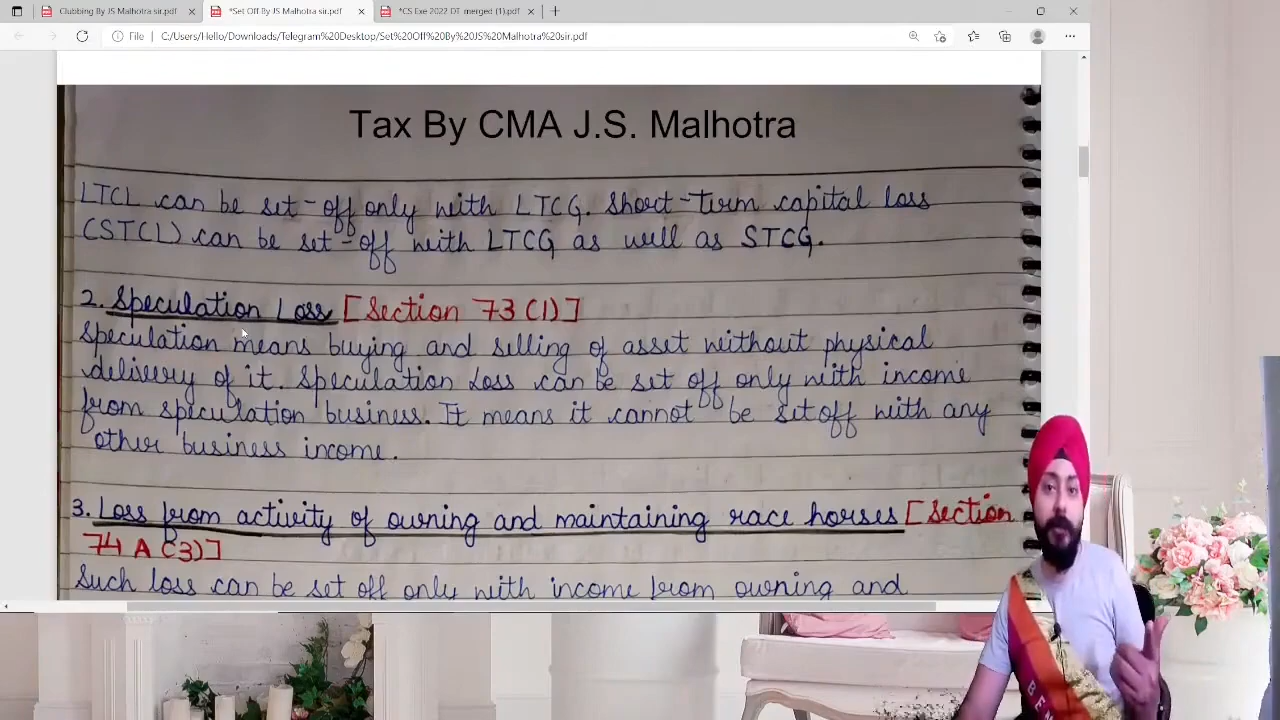 Clubbing By JS Malhotra sir.pdf
*Set Off By JS Malhotra sir.pdf
*CS Exe 2022 DT merged (1).pdf
File
C:/Users/Hello/Downloads/Telegram%20Desktop/Set%20Off%20By%20JS%20Malhotra%20sir.pdf
Tax By CMA J.S. Malhotra
LTCL can be set-off only with LTCG. Short-Term capital loss
(STCL) can be set-off with LTCG as well as STCG.
2. Speculation Loss [Section 73(1)]
Speculation means buying and selling of asset without physical
delivery of it. Speculation Loss can be set off only with income
from speculation business. It means it cannot be set off with any
other business income.
3. Loss from activity of owning and maintaining race horses [Section
74 A (3)]
Such loss can be set off only with income from owning and